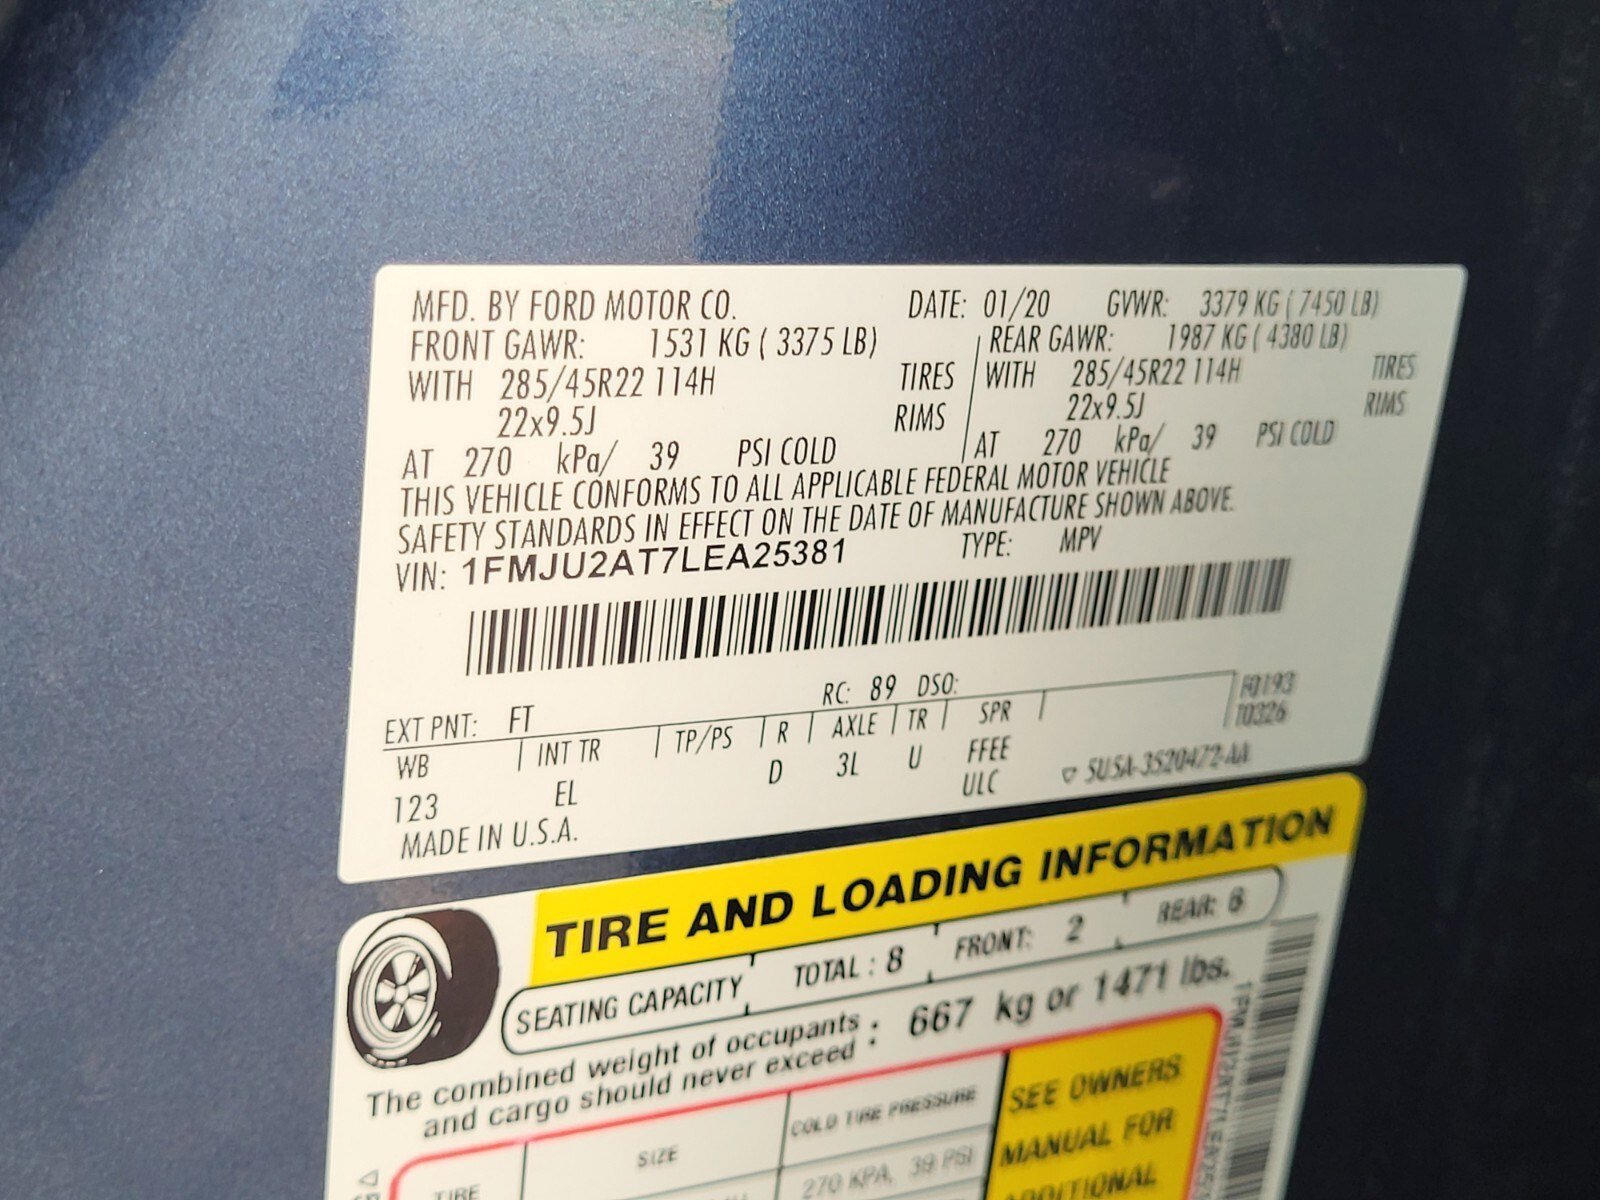 MFD. BY FORD MOTOR CO. DATE: 01/20 GVWR: 3379 KG ( 7450 LB)
FRONT GAWR: 1531 KG ( 3375 LB) REAR GAWR: 1987 KG ( 4380 LB)
WITH 285/45R22 114H TIRES WITH 285/45R22 114H TIRES
22x9.5J RIMS 22x9.5J RIMS
AT 270 kPa/ 39 PSI COLD AT 270 kPa/ 39 PSI COLD
THIS VEHICLE CONFORMS TO ALL APPLICABLE FEDERAL MOTOR VEHICLE
SAFETY STANDARDS IN EFFECT ON THE DATE OF MANUFACTURE SHOWN ABOVE.
VIN: 1FMJU2AT7LEA25381 TYPE: MPV
EXT PNT: FT RC: 89 DSO: F0193
WB INT TR TP/PS R AXLE TR SPR T0326
123 EL D 3L U FFEE
ULC
MADE IN U.S.A. 5USA-3520472-AA
TIRE AND LOADING INFORMATION
SEATING CAPACITY TOTAL : 8 FRONT: 2 REAR: 6
The combined weight of occupants : 667 kg or 1471 lbs.
and cargo should never exceed :
TIRE SIZE COLD TIRE PRESSURE SEE OWNERS
270 KPA, 39 PSI MANUAL FOR
ADDITIONAL